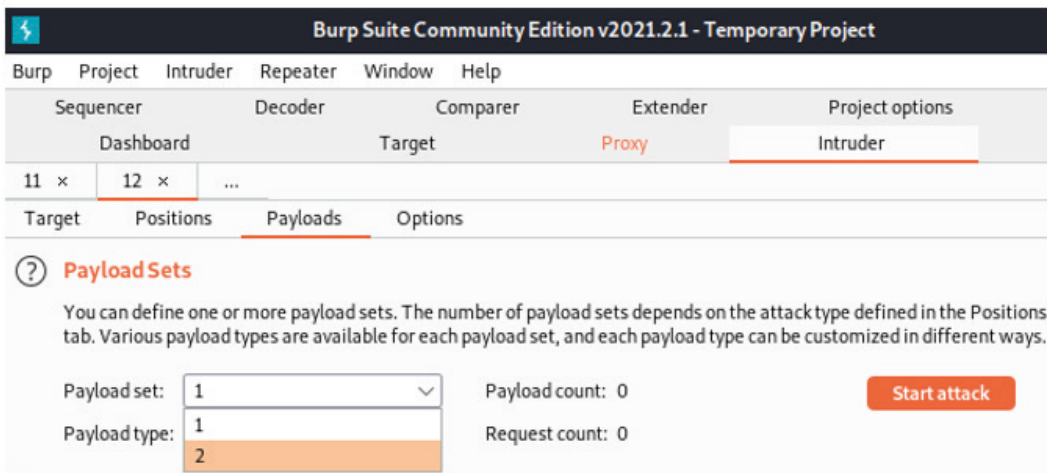 Burp Suite Community Edition v2021.2.1 - Temporary Project
Burp Project Intruder Repeater Window Help
Sequencer Decoder Comparer Extender Project options
Dashboard Target Proxy Intruder
11 × 12 × ...
Target Positions Payloads Options
? Payload Sets
You can define one or more payload sets. The number of payload sets depends on the attack type defined in the Positions
tab. Various payload types are available for each payload set, and each payload type can be customized in different ways.
Payload set: 1 Payload count: 0 Start attack
Payload type: 1 Request count: 0
2